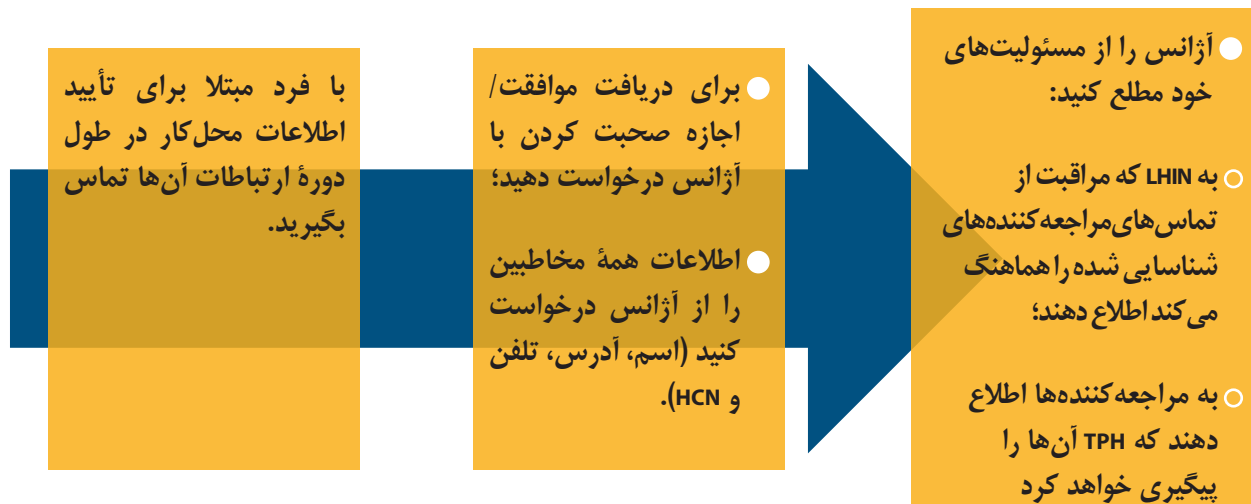 با فرد مبتلا برای تأیید
اطلاعات محل‌کار در طول
دورهٔ ارتباطات آن‌ها تماس
بگیرید.
برای دریافت موافقت/
اجازه صحبت کردن با
آژانس درخواست دهید؛
اطلاعات همهٔ مخاطبین
را از آژانس درخواست
کنید (اسم، آدرس، تلفن
و HCN).
آژانس را از مسئولیت‌های
خود مطلع کنید:
به LHIN که مراقبت از
تماس‌های‌مراجعه‌کننده‌های
شناسایی شده را هماهنگ
می‌کند اطلاع دهند؛
به مراجعه‌کننده‌ها اطلاع
دهند که TPH آن‌ها را
پیگیری خواهد کرد